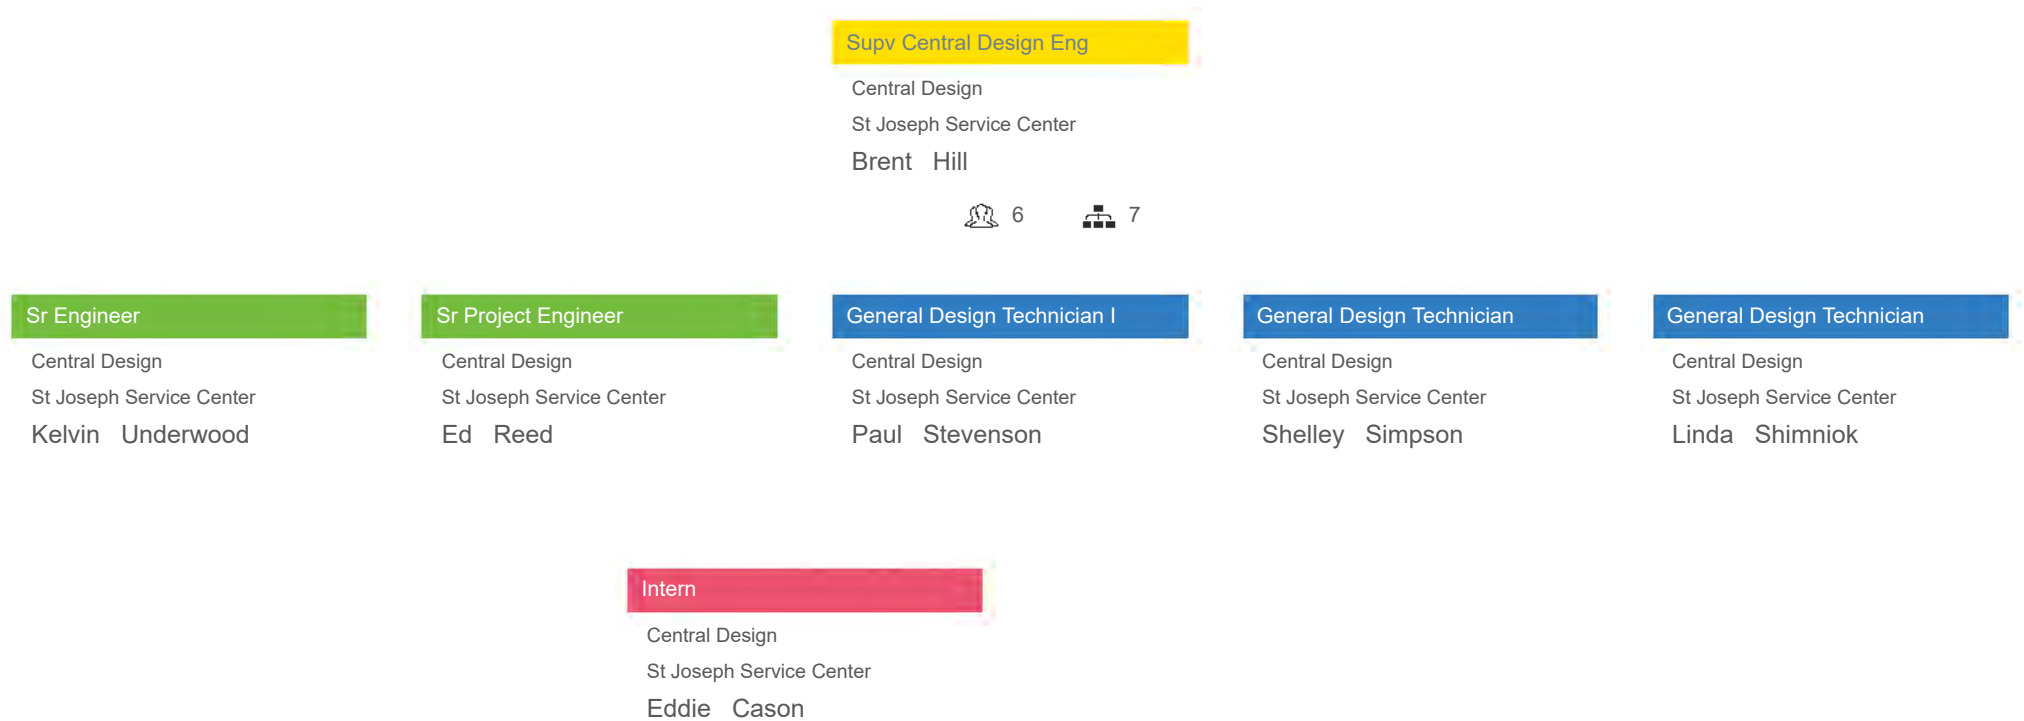 Supv Central Design Eng
Central Design
St Joseph Service Center
Brent Hill
6 7
Sr Engineer
Central Design
St Joseph Service Center
Kelvin Underwood
Sr Project Engineer
Central Design
St Joseph Service Center
Ed Reed
General Design Technician I
Central Design
St Joseph Service Center
Paul Stevenson
General Design Technician
Central Design
St Joseph Service Center
Shelley Simpson
General Design Technician
Central Design
St Joseph Service Center
Linda Shimniok
Intern
Central Design
St Joseph Service Center
Eddie Cason